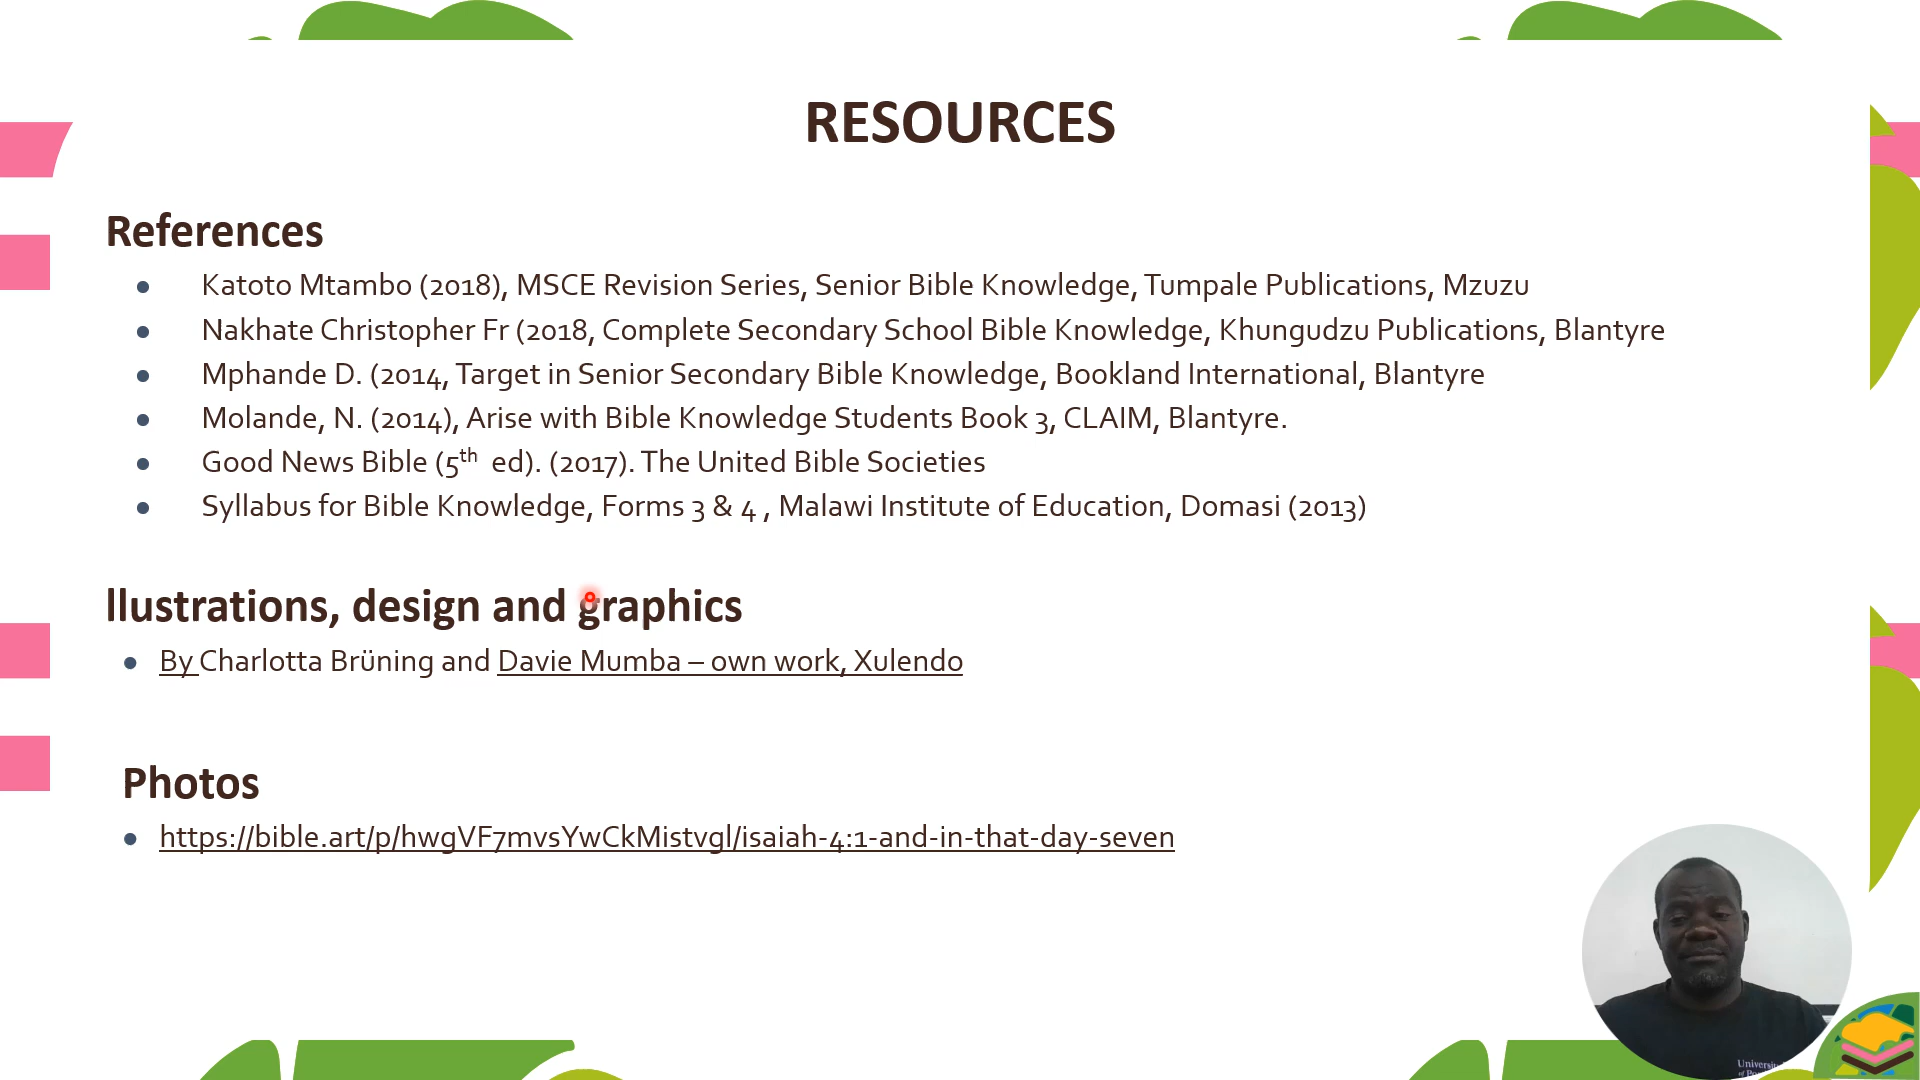 RESOURCES
References
Katoto Mtambo (2018), MSCE Revision Series, Senior Bible Knowledge, Tumpale Publications, Mzuzu
Nakhate Christopher Fr (2018, Complete Secondary School Bible Knowledge, Khungudzu Publications, Blantyre
Mphande D. (2014, Target in Senior Secondary Bible Knowledge, Bookland International, Blantyre
Molande, N. (2014), Arise with Bible Knowledge Students Book 3, CLAIM, Blantyre.
Good News Bible (5th ed). (2017). The United Bible Societies
Syllabus for Bible Knowledge, Forms 3 & 4 , Malawi Institute of Education, Domasi (2013)
llustrations, design and graphics
By Charlotta Brüning and Davie Mumba – own work, Xulendo
Photos
https://bible.art/p/hwgVF7mvsYwCkMistvgl/isaiah-4:1-and-in-that-day-seven